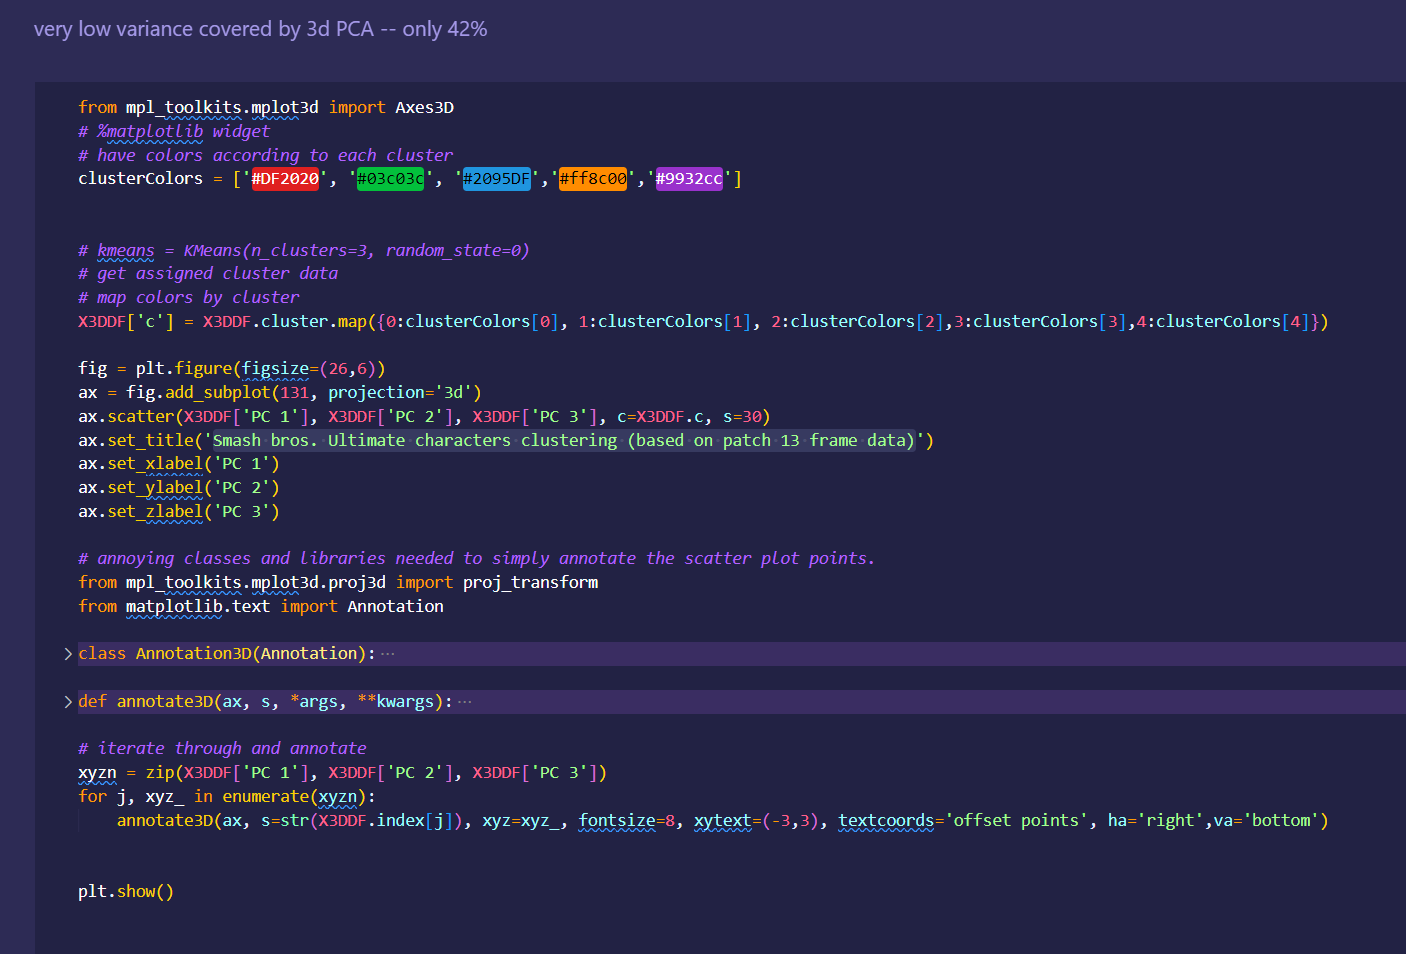 very low variance covered by 3d PCA -- only 42%
from mpl_toolkits.mplot3d import Axes3D
# %matplotlib widget
# have colors according to each cluster
clusterColors = ['#DF2020', '#03c03c', '#2095DF','#ff8c00','#9932cc']
# kmeans = KMeans(n_clusters=3, random_state=0)
# get assigned cluster data
# map colors by cluster
X3DDF['c'] = X3DDF.cluster.map({0:clusterColors[0], 1:clusterColors[1], 2:clusterColors[2],3:clusterColors[3],4:clusterColors[4]})
fig = plt.figure(figsize=(26,6))
ax = fig.add_subplot(131, projection='3d')
ax.scatter(X3DDF['PC 1'], X3DDF['PC 2'], X3DDF['PC 3'], c=X3DDF.c, s=30)
ax.set_title('Smash bros. Ultimate characters clustering (based on patch 13 frame data)')
ax.set_xlabel('PC 1')
ax.set_ylabel('PC 2')
ax.set_zlabel('PC 3')
# annoying classes and libraries needed to simply annotate the scatter plot points.
from mpl_toolkits.mplot3d.proj3d import proj_transform
from matplotlib.text import Annotation
class Annotation3D(Annotation): ···
def annotate3D(ax, s, *args, **kwargs): ···
# iterate through and annotate
xyzn = zip(X3DDF['PC 1'], X3DDF['PC 2'], X3DDF['PC 3'])
for j, xyz_ in enumerate(xyzn):
annotate3D(ax, s=str(X3DDF.index[j]), xyz=xyz_, fontsize=8, xytext=(-3,3), textcoords='offset points', ha='right',va='bottom')
plt.show()